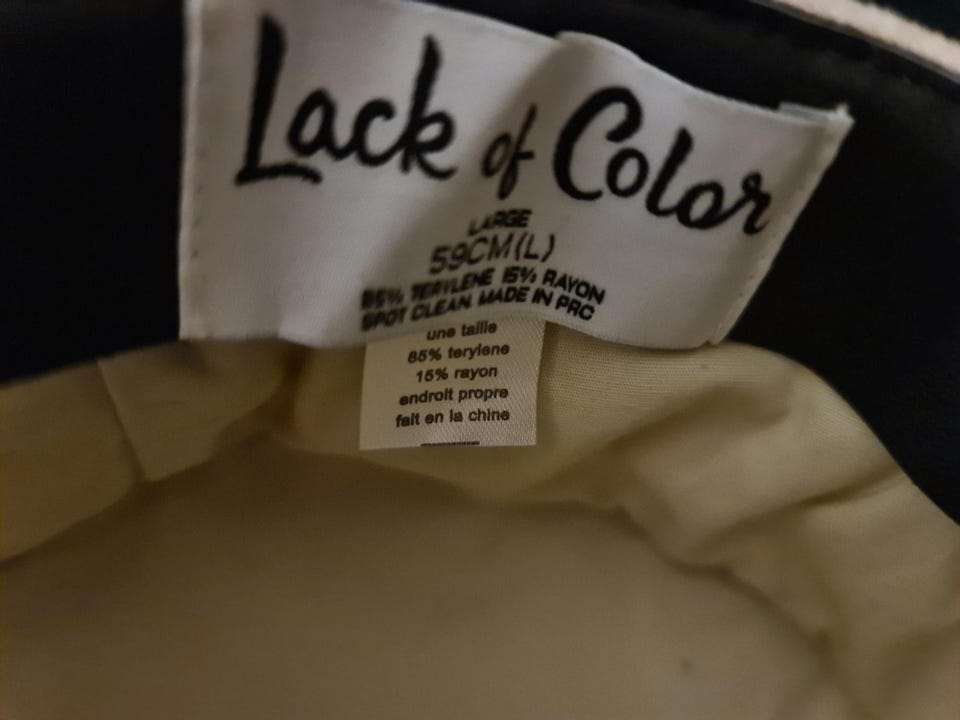 Lack of Color
LARGE
59CM(L)
85% TERYLENE 15% RAYON
SPOT CLEAN MADE IN PRC
une taille
85% terylene
15% rayon
endroit propre
fait en la chine